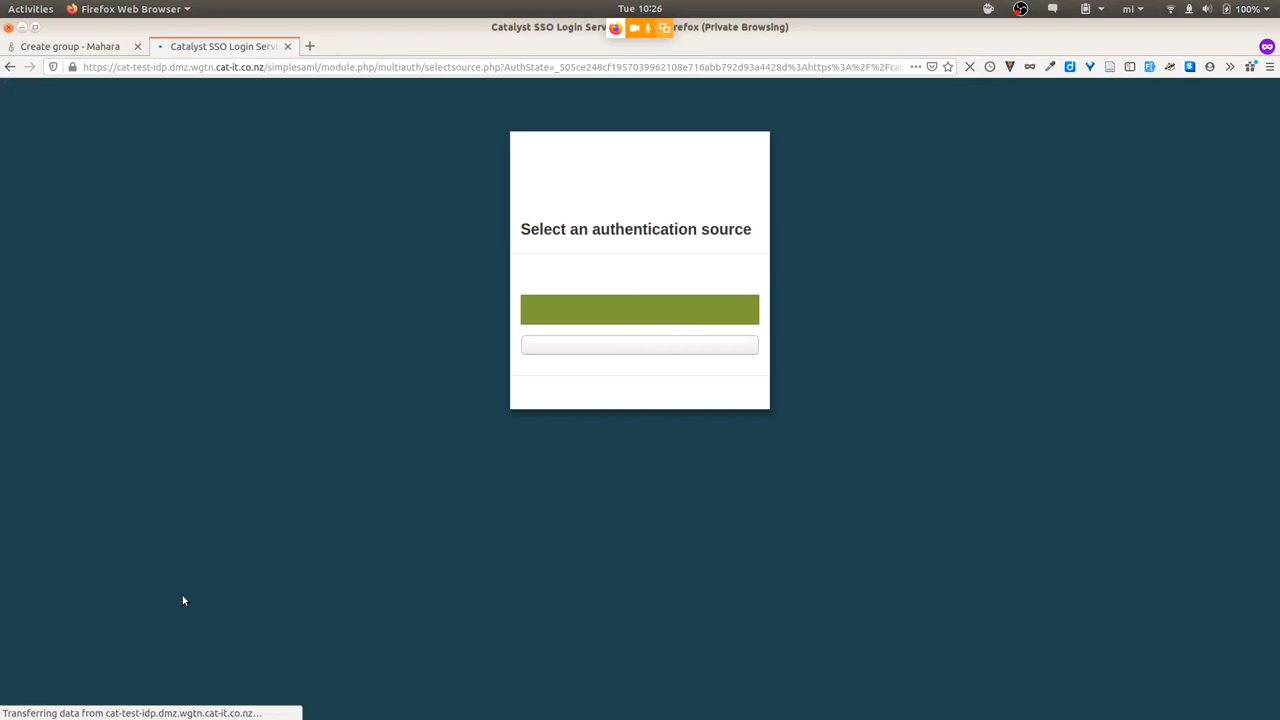 Activities
Firefox Web Browser
Tue 10:26
mi
100%
Catalyst SSO Login Serv
refox (Private Browsing)
Create group - Mahara
Catalyst SSO Login Servi
https://cat-test-idp.dmz.wgtn.cat-it.co.nz/simplesaml/module.php/multiauth/selectsource.php?AuthState=_505ce248cf1957039962108e716abb792d93a4428d%3Ahttps%3A%2F%2Fcat
Select an authentication source
Transferring data from cat-test-idp.dmz.wgtn.cat-it.co.nz...